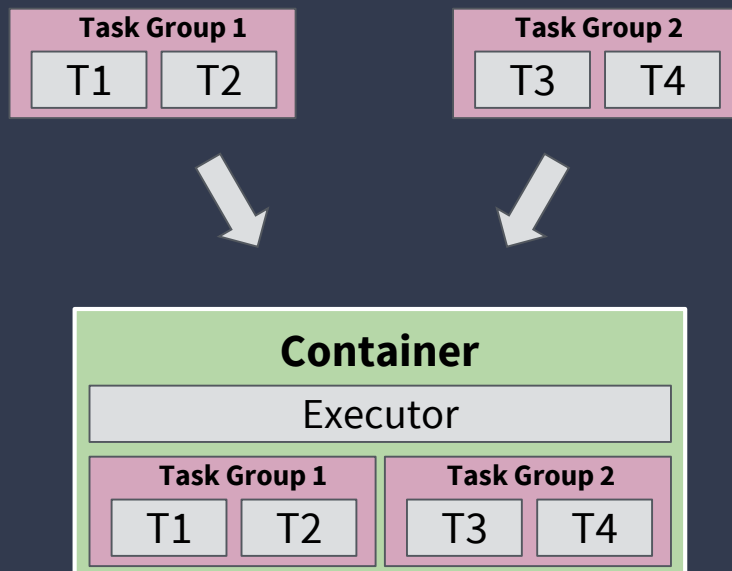 Task Group 1
T1 T2
Task Group 2
T3 T4
Container
Executor
Task Group 1
T1 T2
Task Group 2
T3 T4